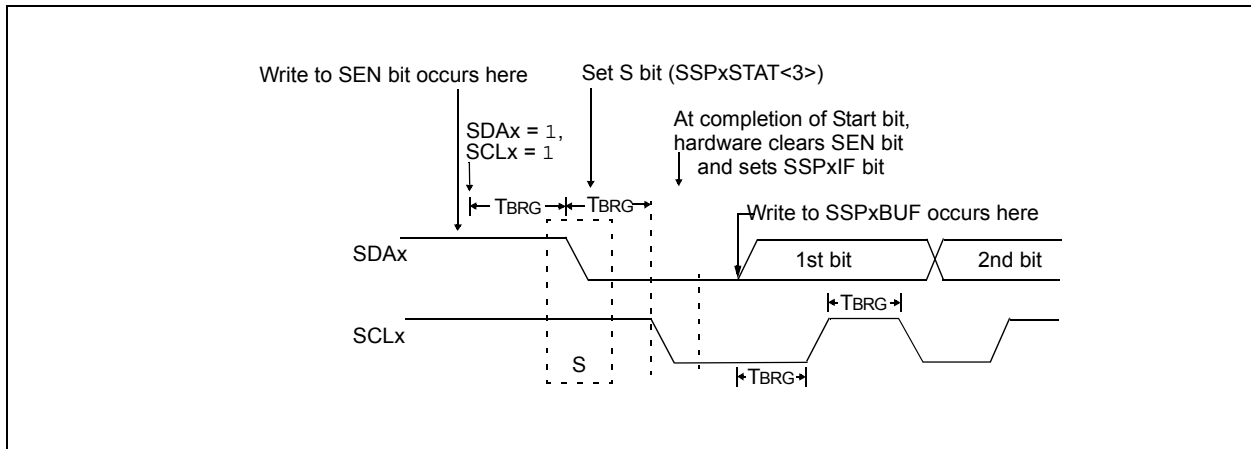 Write to SEN bit occurs here
Set S bit (SSPxSTAT<3>)
SDAx = 1,
SCLx = 1
At completion of Start bit,
hardware clears SEN bit
and sets SSPxIF bit
TBRG TBRG
Write to SSPxBUF occurs here
SDAx
1st bit
2nd bit
TBRG
SCLx
S
TBRG